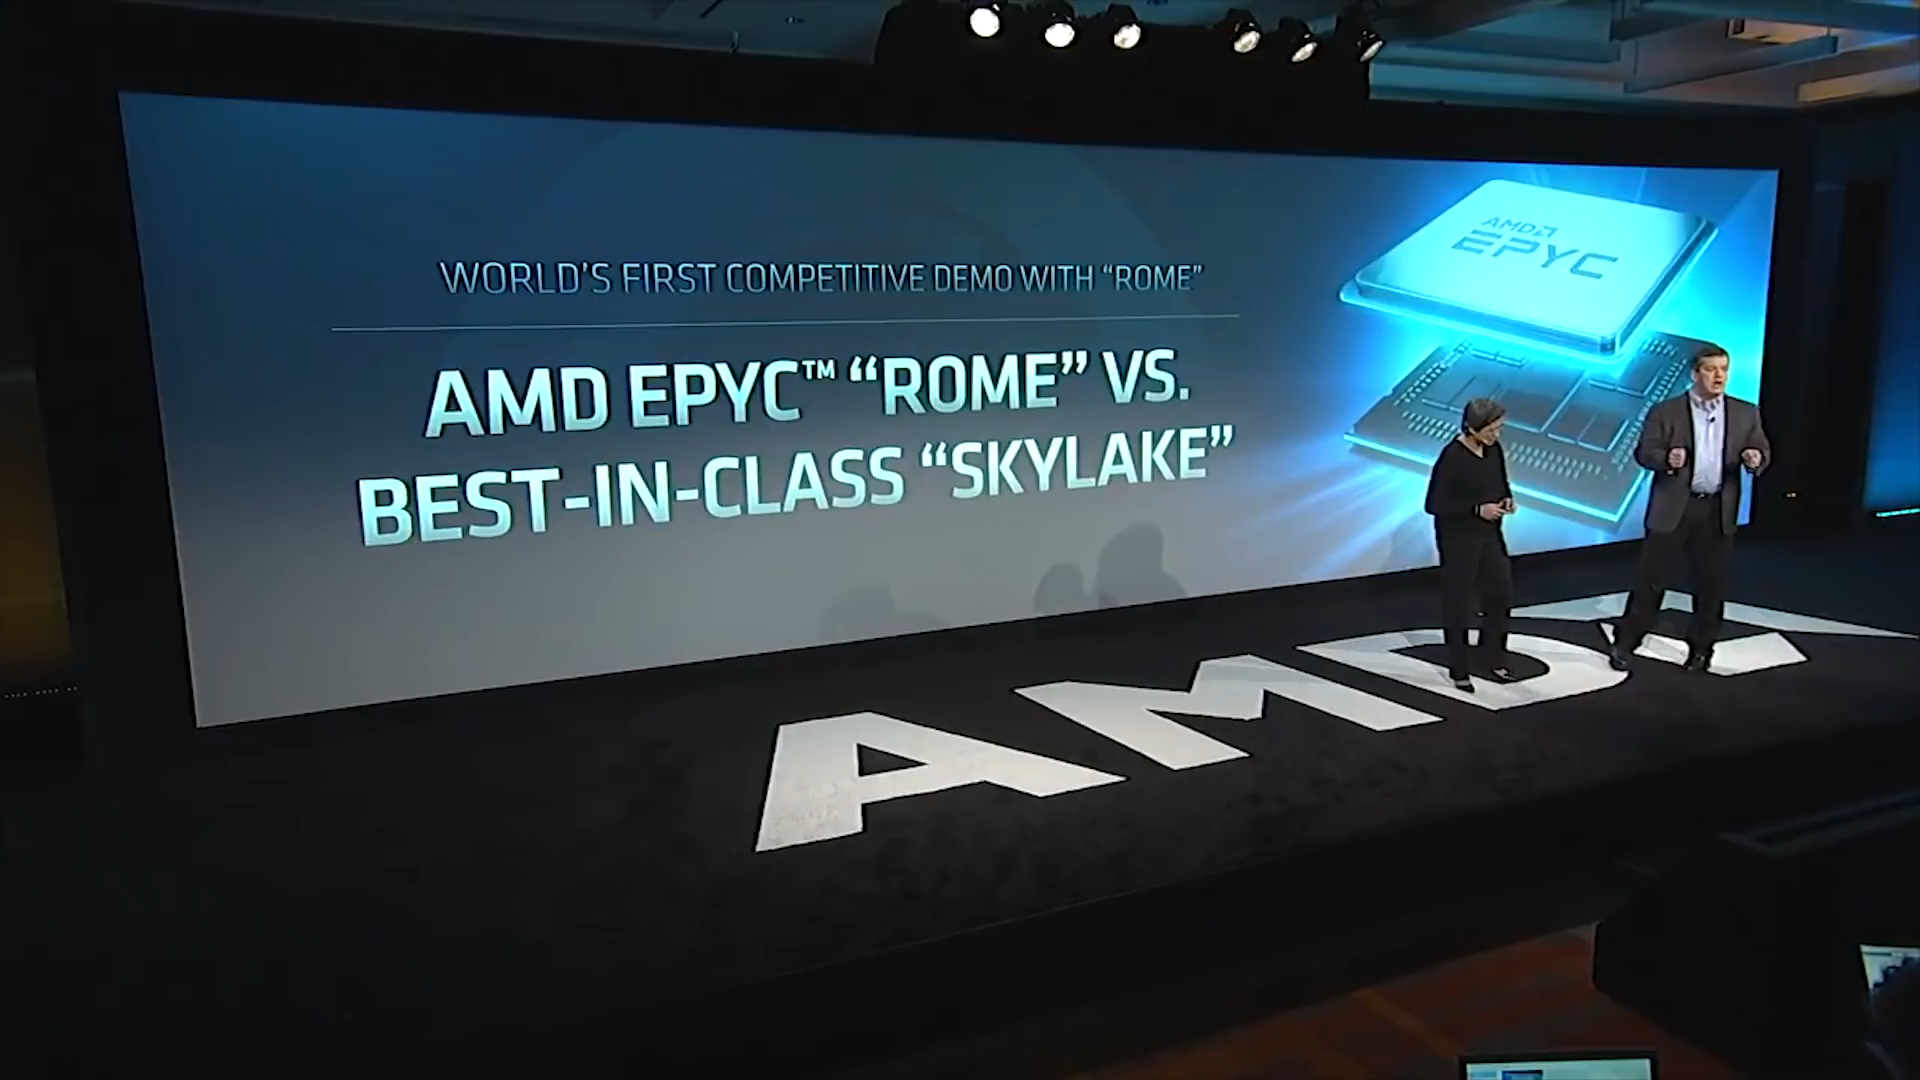 WORLD'S FIRST COMPETITIVE DEMO WITH “ROME”
AMD EPYC™ “ROME” VS.
BEST-IN-CLASS “SKYLAKE”
AMD
EPYC
AMD